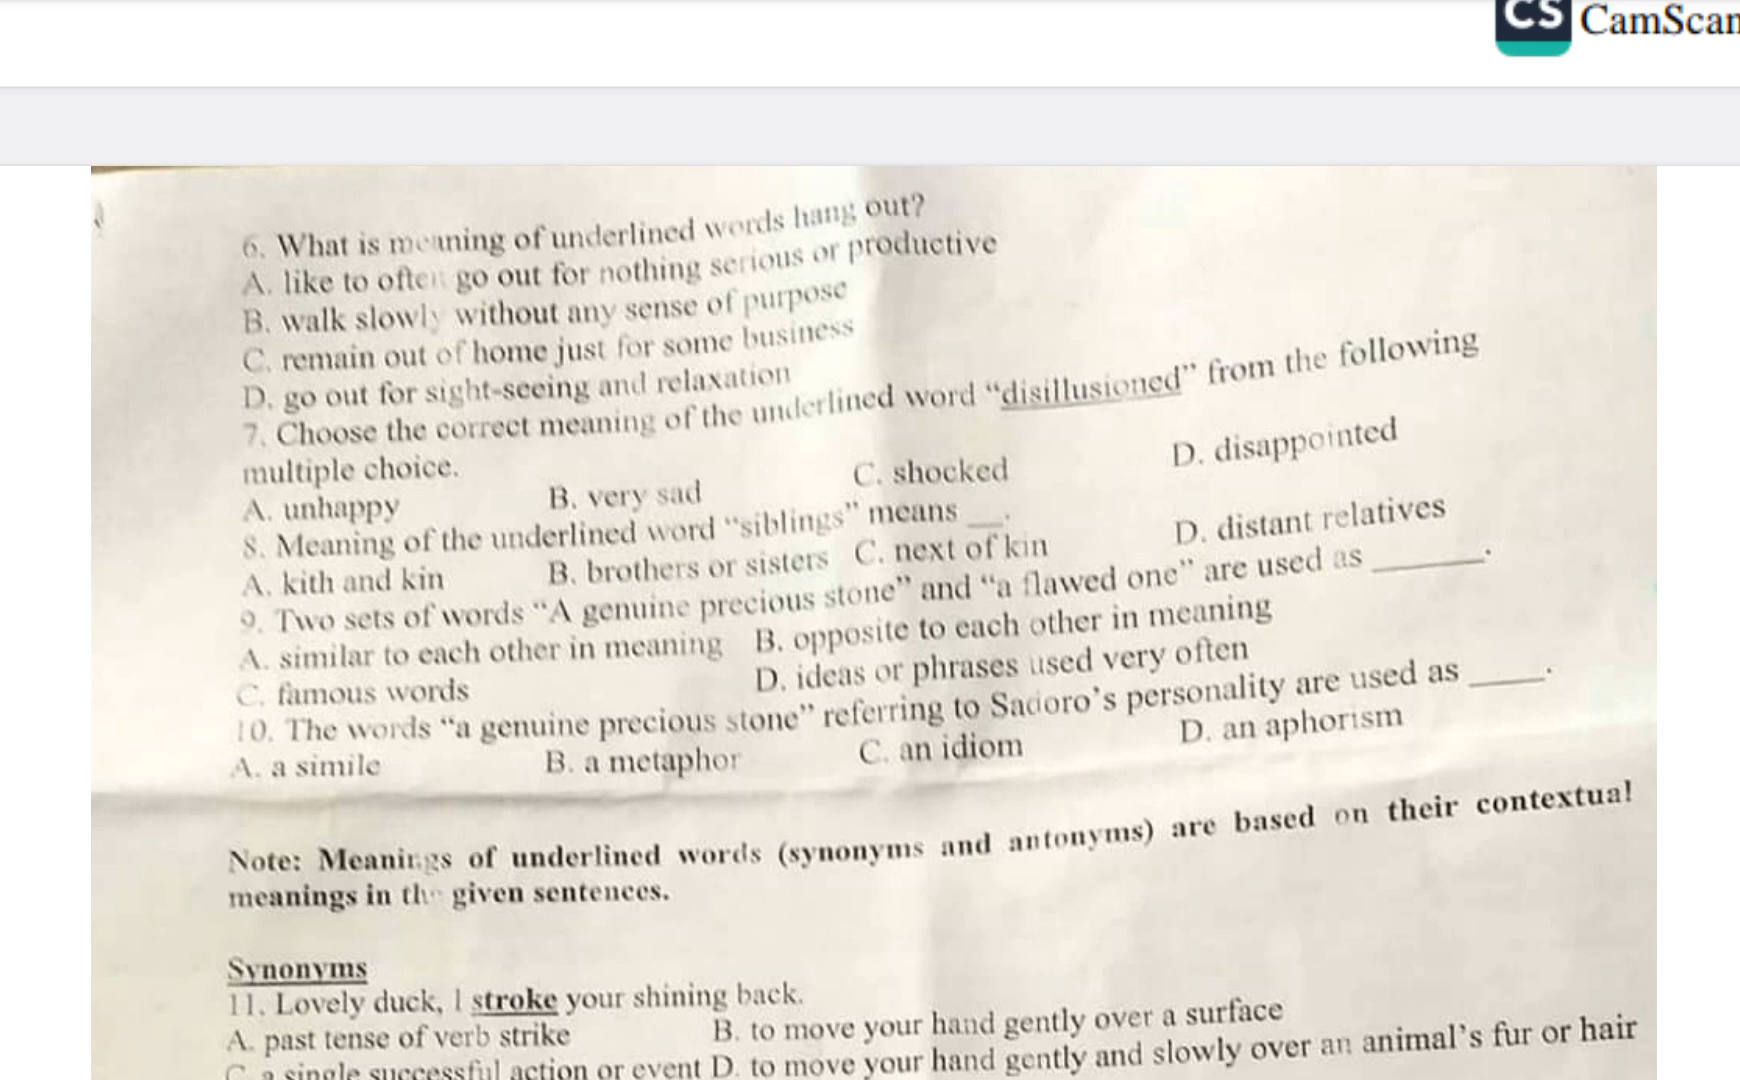 CS CamScan
6. What is meaning of underlined words hang out?
A. like to often go out for nothing serious or productive
B. walk slowly without any sense of purpose
C. remain out of home just for some business
D. go out for sight-seeing and relaxation
7. Choose the correct meaning of the underlined word “disillusioned” from the following
multiple choice.
A. unhappy B. very sad C. shocked D. disappointed
8. Meaning of the underlined word “siblings” means __.
A. kith and kin B. brothers or sisters C. next of kin D. distant relatives
9. Two sets of words “A genuine precious stone” and “a flawed one” are used as ______.
A. similar to each other in meaning B. opposite to each other in meaning
C. famous words D. ideas or phrases used very often
10. The words “a genuine precious stone” referring to Sadoro’s personality are used as ____.
A. a simile B. a metaphor C. an idiom D. an aphorism
Note: Meanings of underlined words (synonyms and antonyms) are based on their contextual
meanings in the given sentences.
Synonyms
11. Lovely duck, I stroke your shining back.
A. past tense of verb strike B. to move your hand gently over a surface
C. a single successful action or event D. to move your hand gently and slowly over an animal’s fur or hair